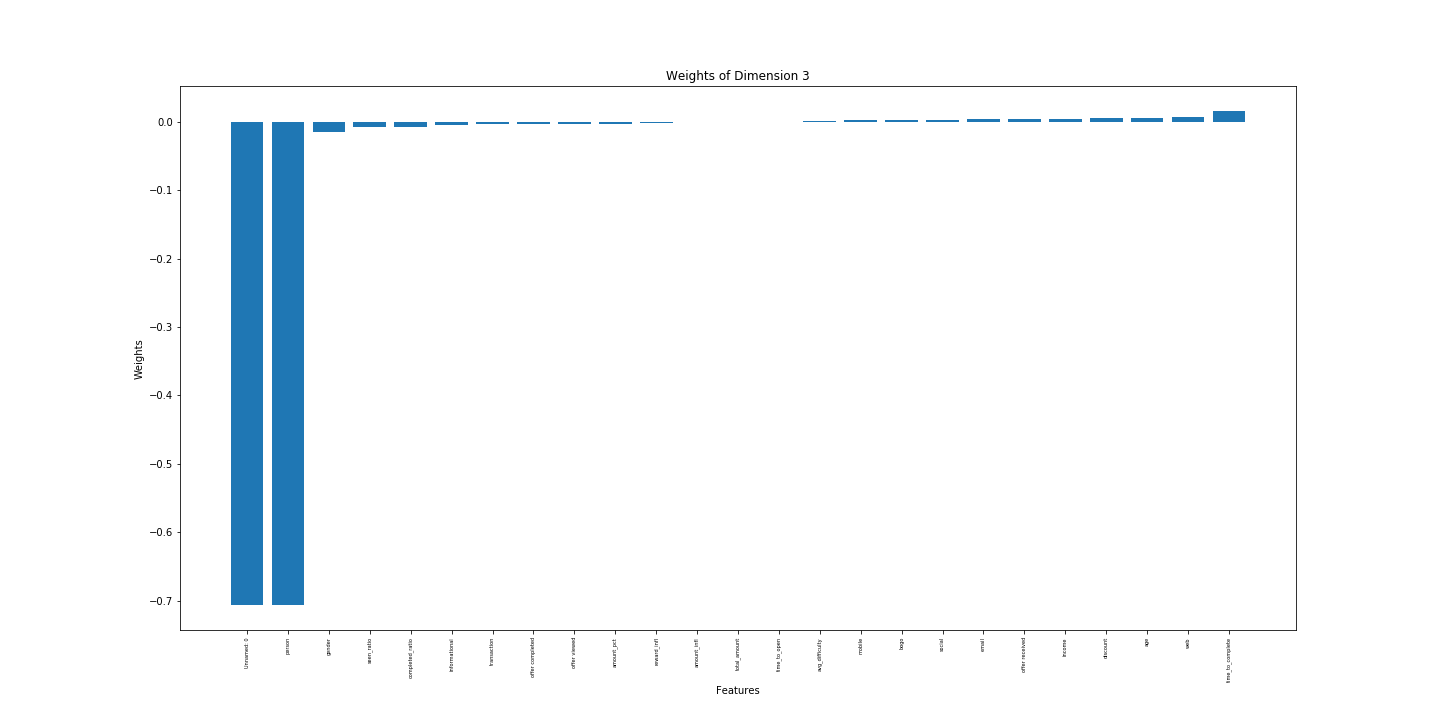 Weights of Dimension 3
Weights
0.0
−0.1
−0.2
−0.3
−0.4
−0.5
−0.6
−0.7
Unnamed: 0
person
gender
seen_ratio
completed_ratio
informational
transaction
offer completed
offer viewed
amount_pct
reward_infl
amount_infl
total_amount
time_to_open
avg_difficulty
mobile
bogo
social
email
offer received
income
discount
age
web
time_to_complete
Features